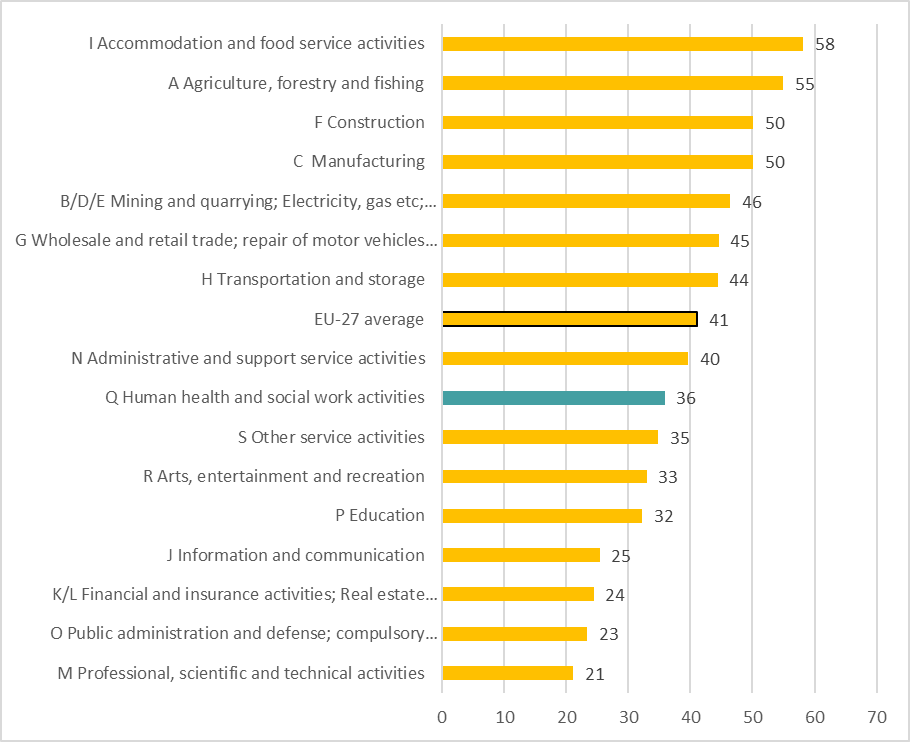 I Accommodation and food service activities 58
A Agriculture, forestry and fishing 55
F Construction 50
C  Manufacturing 50
B/D/E Mining and quarrying; Electricity, gas etc;... 46
G Wholesale and retail trade; repair of motor vehicles... 45
H Transportation and storage 44
EU-27 average 41
N Administrative and support service activities 40
Q Human health and social work activities 36
S Other service activities 35
R Arts, entertainment and recreation 33
P Education 32
J Information and communication 25
K/L Financial and insurance activities; Real estate... 24
O Public administration and defense; compulsory... 23
M Professional, scientific and technical activities 21
0 10 20 30 40 50 60 70